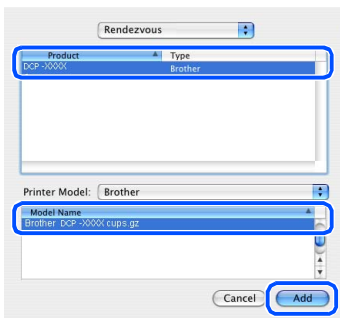 Rendezvous
Product Type
DCP-XXXX Brother
Printer Model: Brother
Model Name
Brother DCP-XXXX cups.gz
Cancel Add